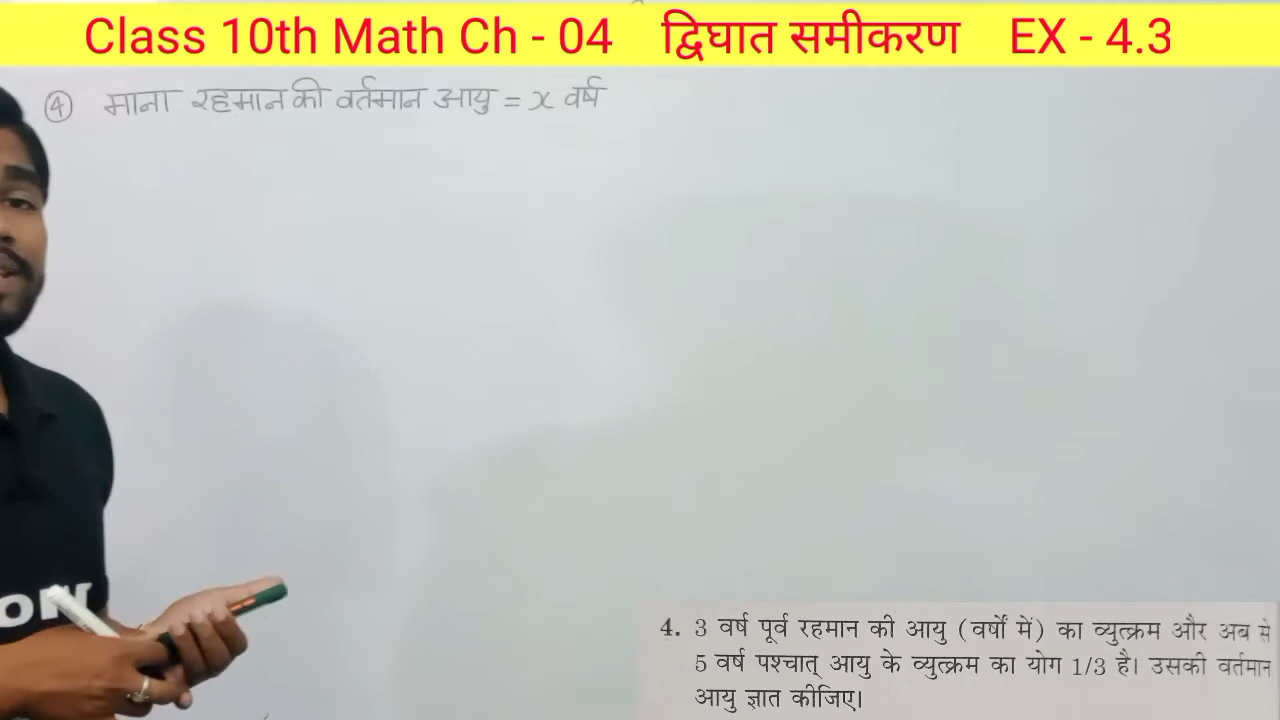 Class 10th Math Ch - 04 द्विघात समीकरण EX - 4.3
④ माना रहमान की वर्तमान आयु = x वर्ष
4. 3 वर्ष पूर्व रहमान की आयु (वर्षों में) का व्युत्क्रम और अब से
5 वर्ष पश्चात् आयु के व्युत्क्रम का योग 1/3 है। उसकी वर्तमान
आयु ज्ञात कीजिए।